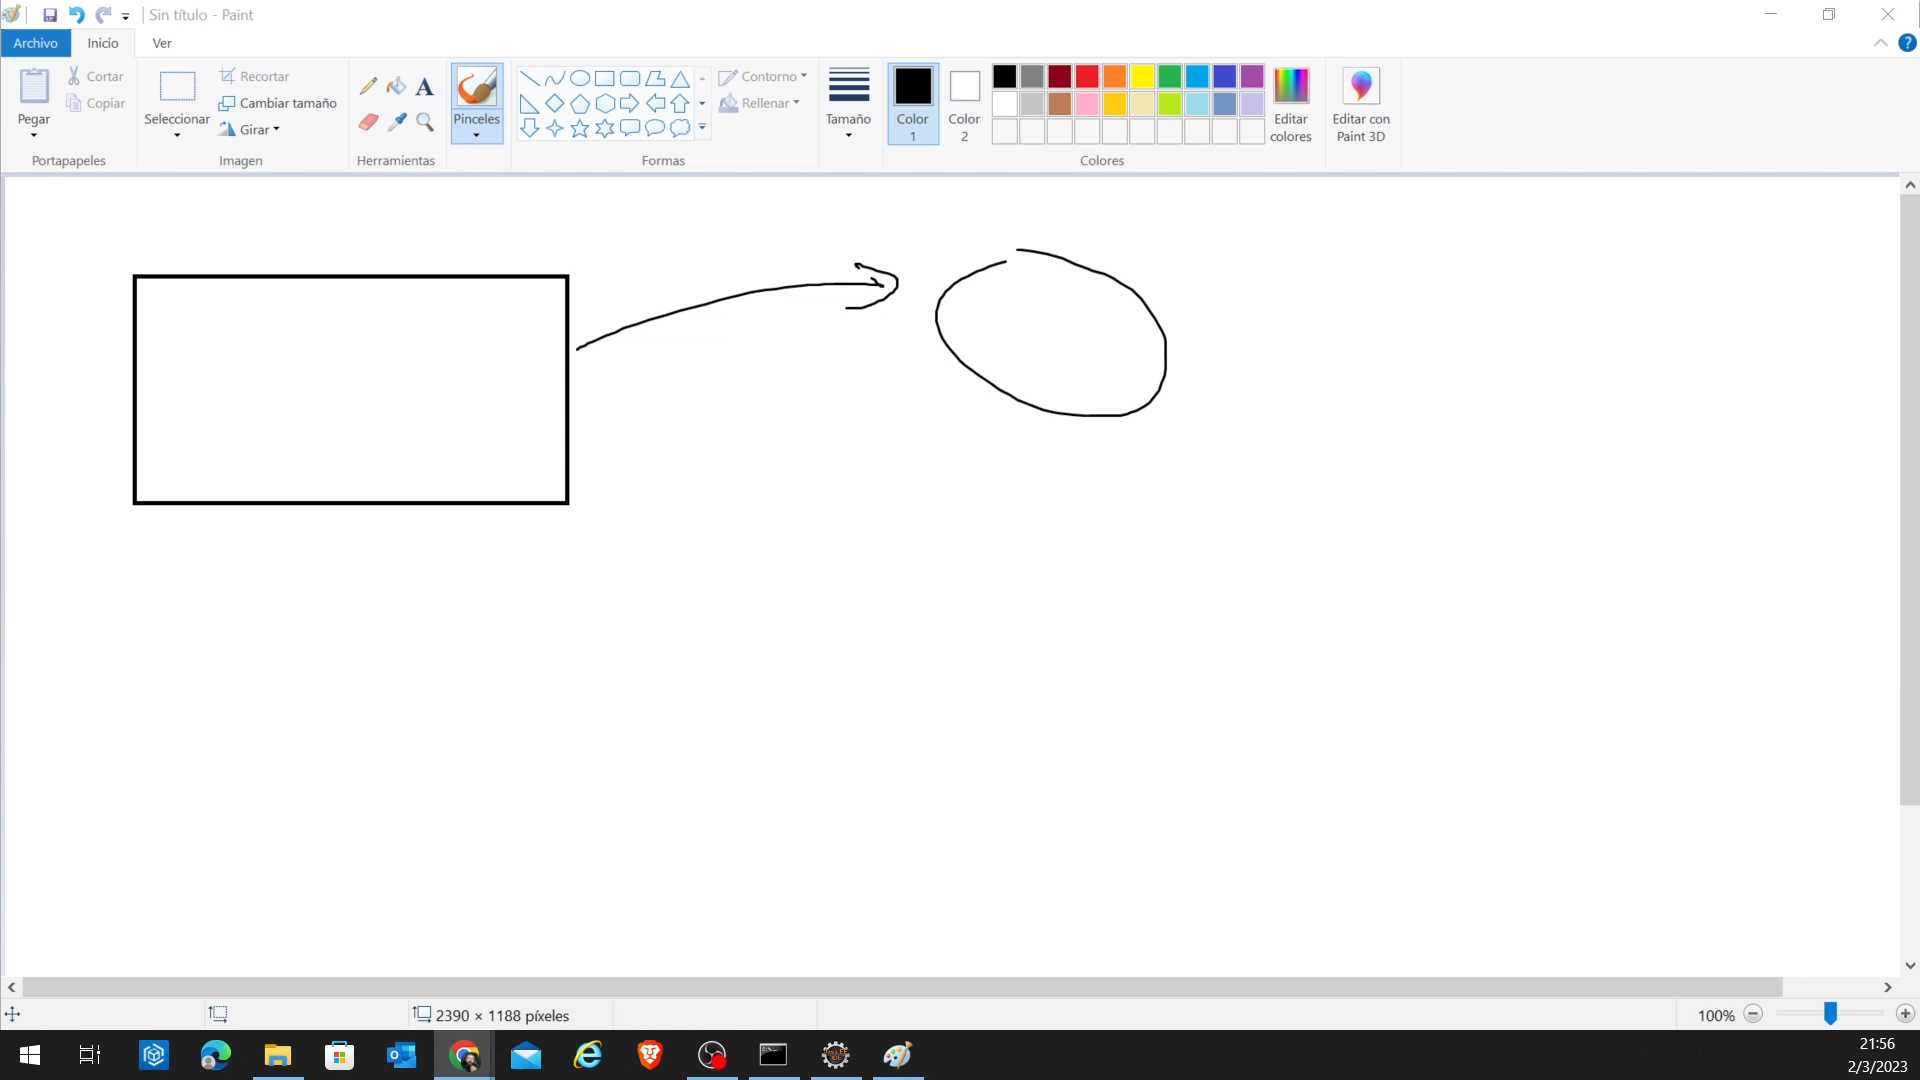 Sin título - Paint
Archivo
Inicio
Ver
?
Pegar
Cortar
Copiar
Portapapeles
Seleccionar
Recortar
Cambiar tamaño
Girar
Imagen
A
Herramientas
Pinceles
Formas
Contorno
Rellenar
Tamaño
Color
1
Color
2
Colores
Editar
colores
Editar con
Paint 3D
2390 × 1188 píxeles
100%
21:56
2/3/2023